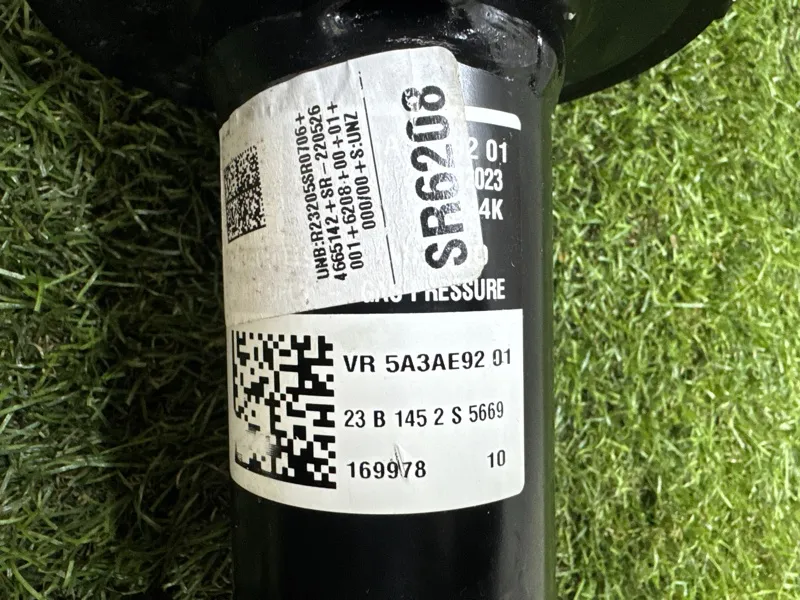 UNB:R23205SR0706+
4665142+SR-220526
001+6208+00+01+
000/00+S:UNZ
SR6208
2 01
023
4K
GAS PRESSURE
VR 5A3AE92 01
23 B 145 2 S 5669
169978 10